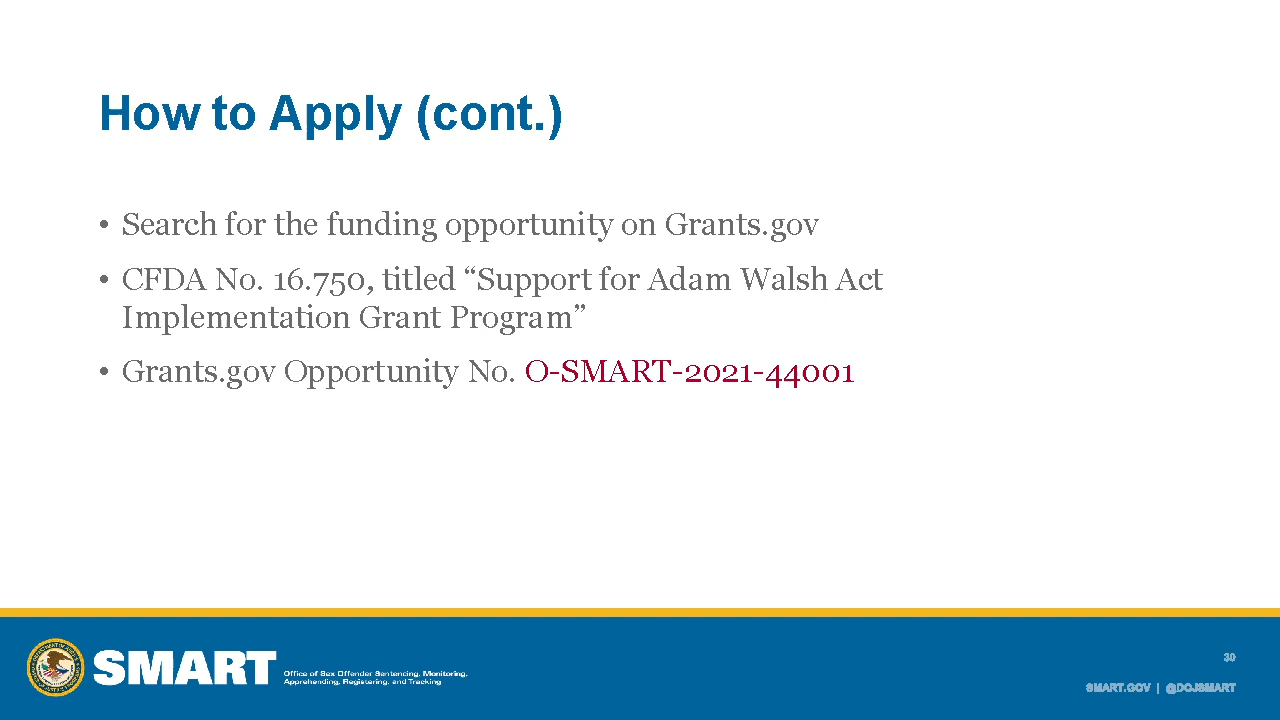 How to Apply (cont.)
• Search for the funding opportunity on Grants.gov
• CFDA No. 16.750, titled “Support for Adam Walsh Act
Implementation Grant Program”
• Grants.gov Opportunity No. O-SMART-2021-44001
SMART
Office of Sex Offender Sentencing, Monitoring,
Apprehending, Registering, and Tracking
30
SMART.GOV | @DOJSMART